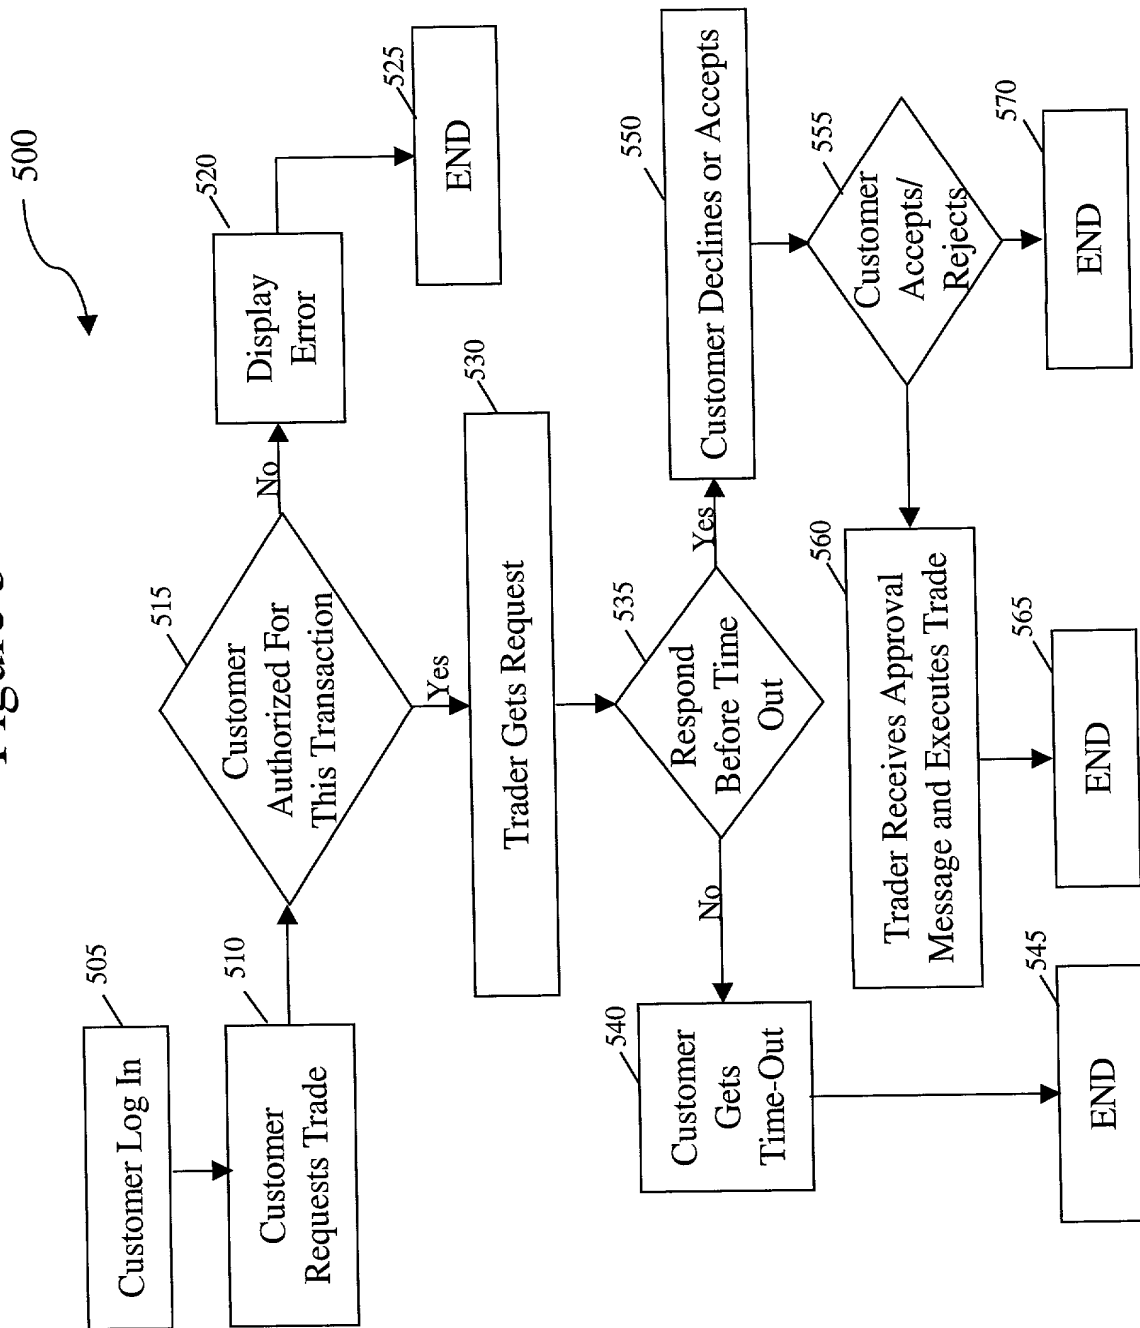 Figure
500
505
Customer Log In
510
Customer
Requests Trade
515
Customer
Authorized For
This Transaction
No
Yes
520
Display
Error
525
END
530
Trader Gets Request
535
Respond
Before Time
Out
No
Yes
540
Customer
Gets
Time-Out
545
END
550
Customer Declines or Accepts
555
Customer
Accepts/
Rejects
560
Trader Receives Approval
Message and Executes Trade
565
END
570
END